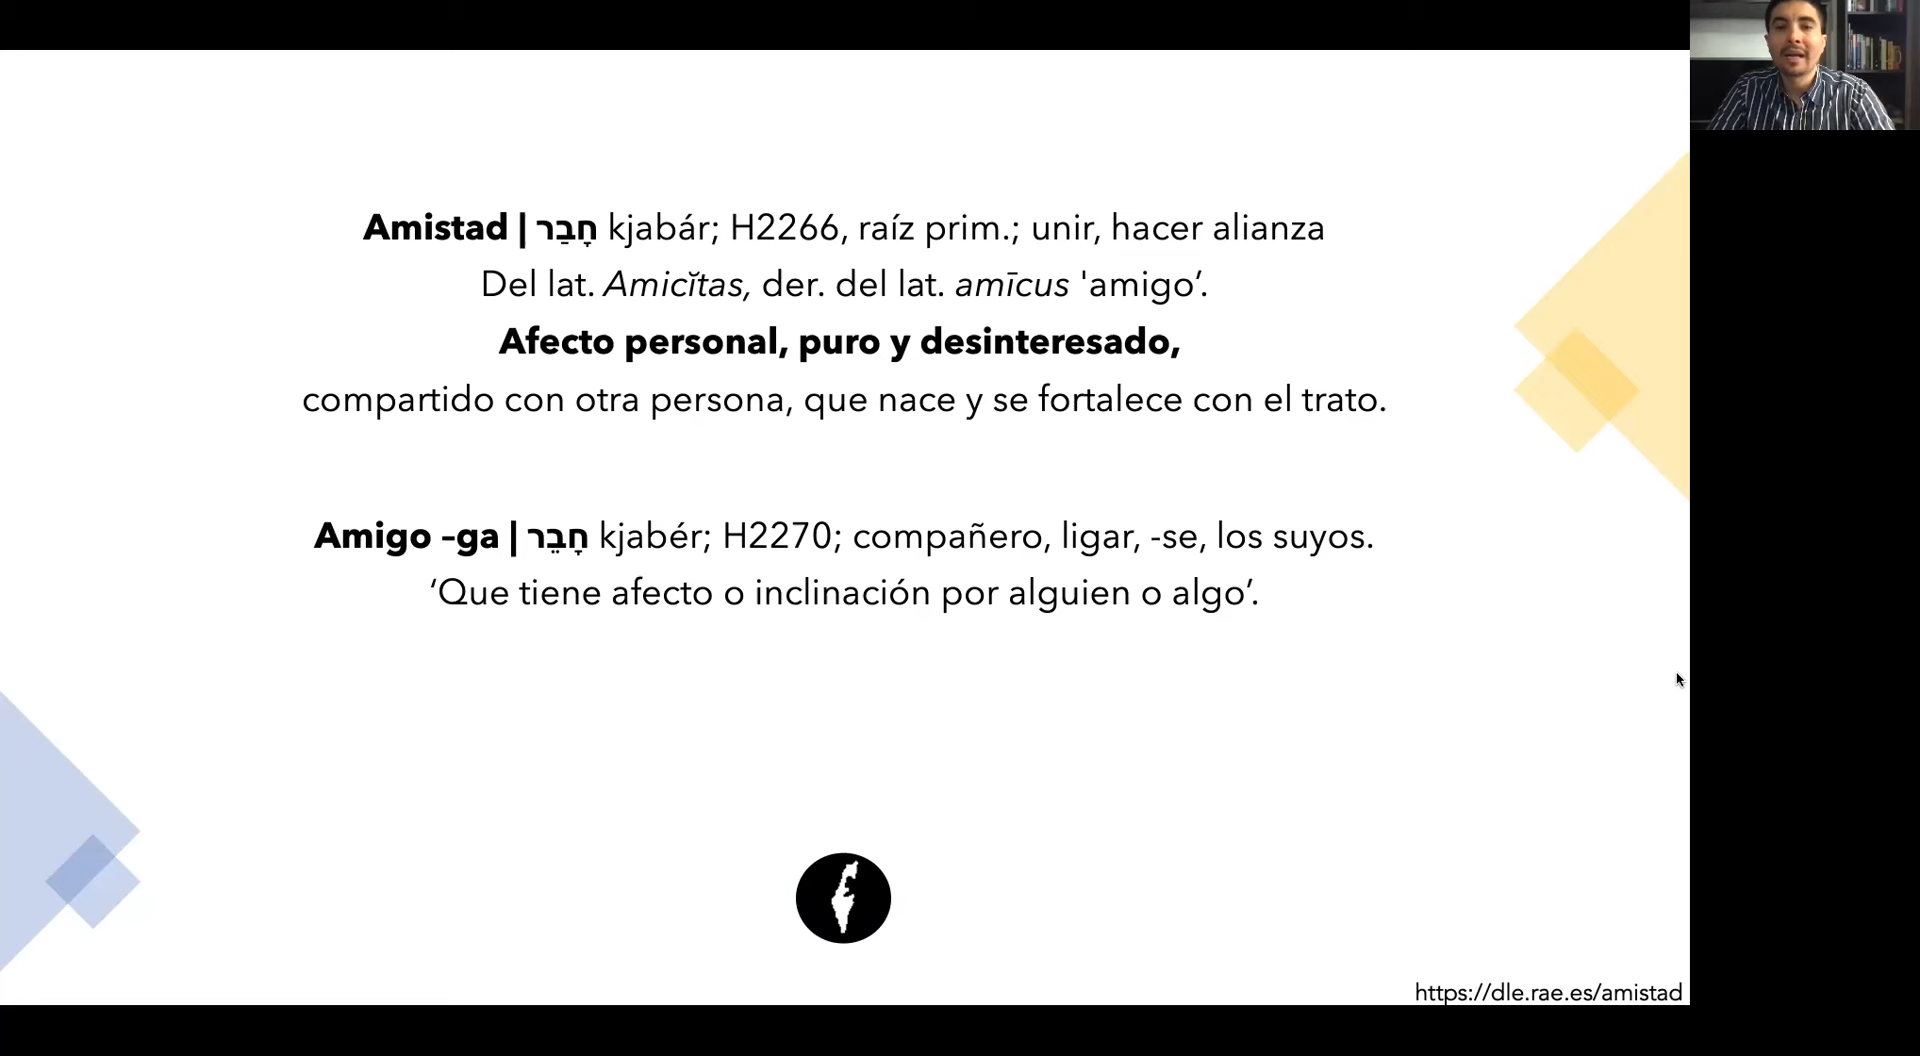 Amistad | חָבַר kjabár; H2266, raíz prim.; unir, hacer alianza
Del lat. Amicĭtas, der. del lat. amīcus 'amigo’.
Afecto personal, puro y desinteresado,
compartido con otra persona, que nace y se fortalece con el trato.
Amigo –ga | חָבֵר kjabér; H2270; compañero, ligar, -se, los suyos.
‘Que tiene afecto o inclinación por alguien o algo’.
https://dle.rae.es/amistad